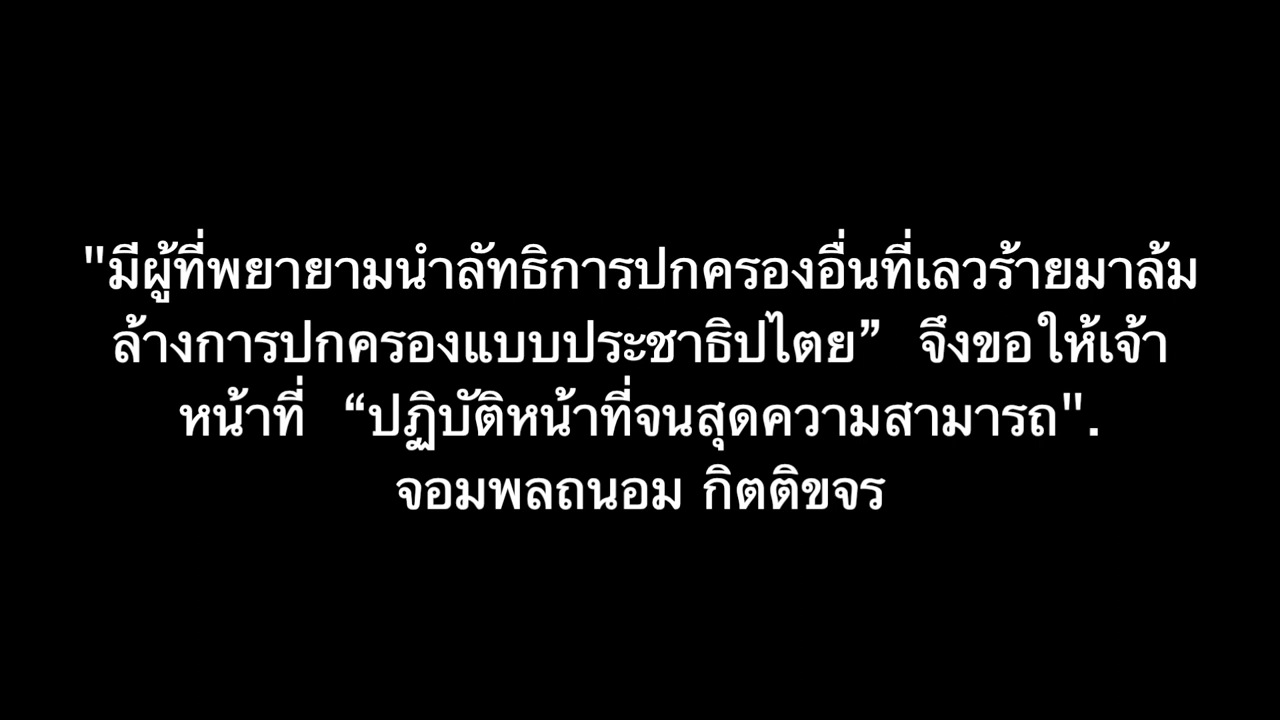 "มีผู้ที่พยายามนำลัทธิการปกครองอื่นที่เลวร้ายมาล้ม
ล้างการปกครองแบบประชาธิปไตย” จึงขอให้เจ้า
หน้าที่ “ปฏิบัติหน้าที่จนสุดความสามารถ".
จอมพลถนอม กิตติขจร